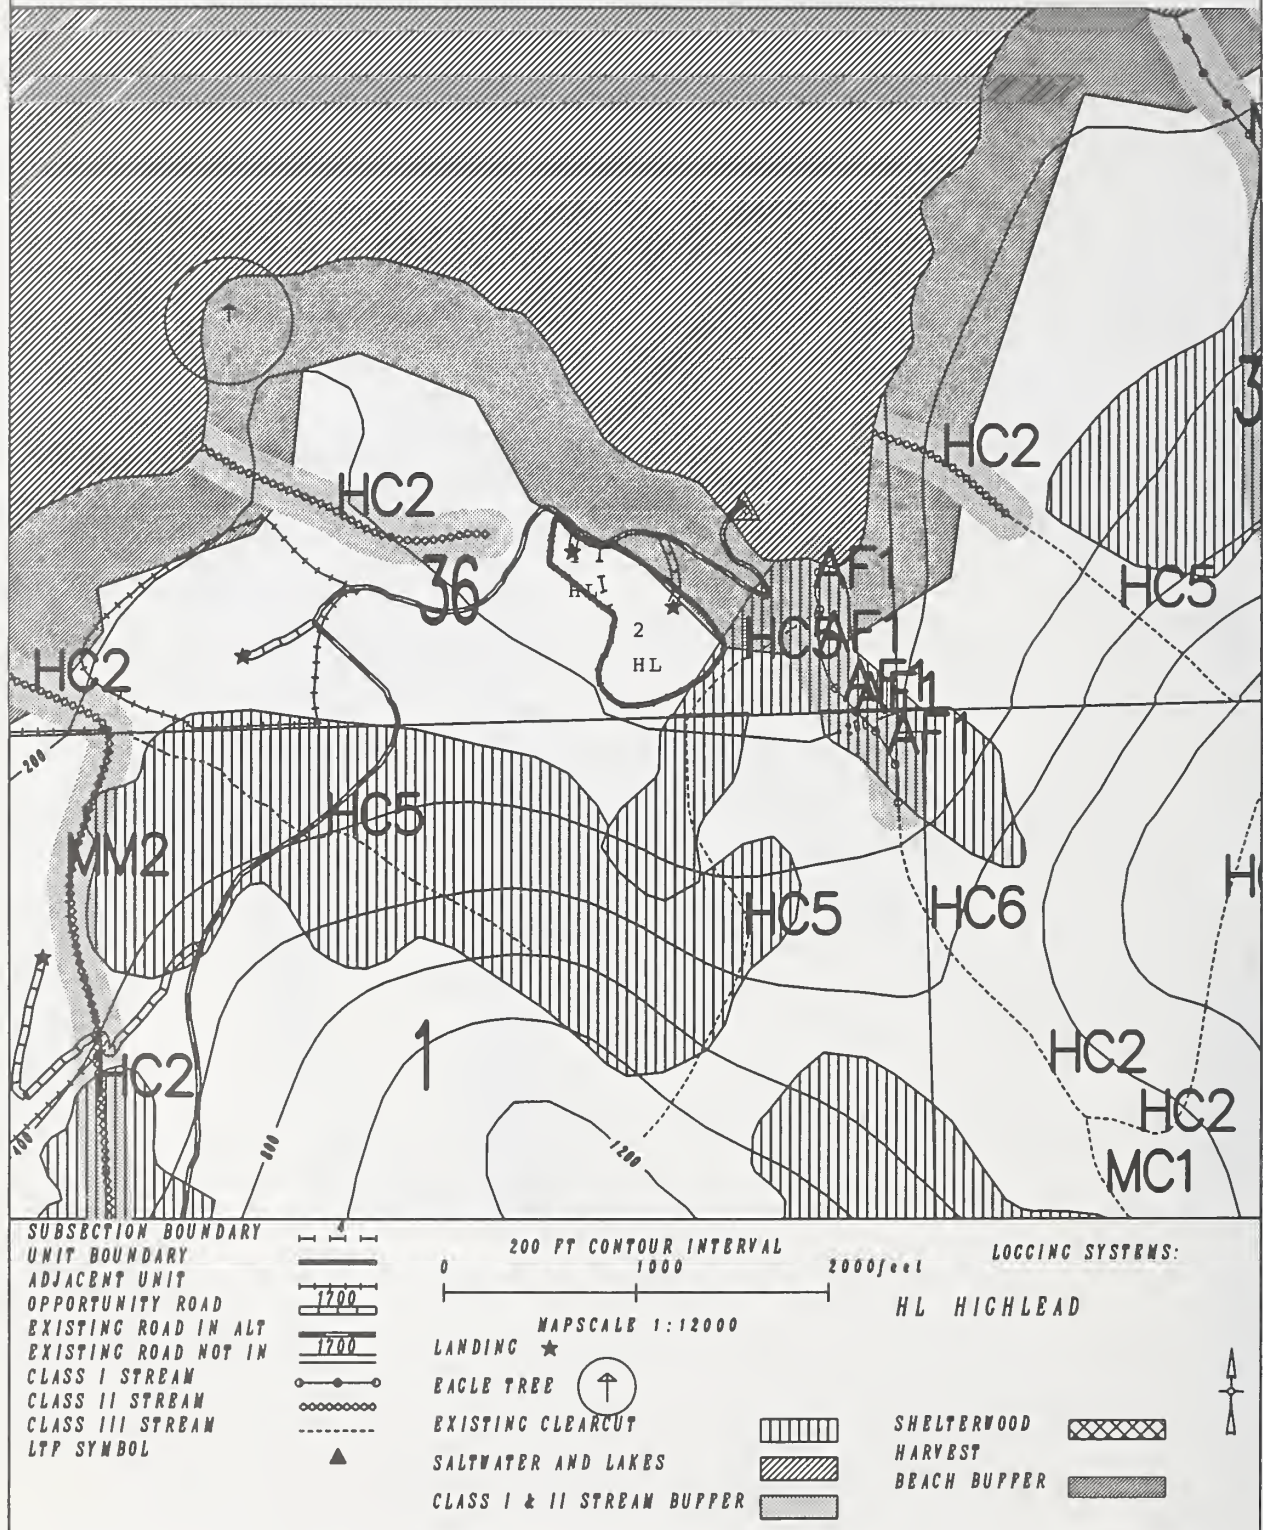 HC2
HC2
36
1
HL
I
2
HL
AF1
HC5
AF1
HC5
HC2
AF1
AF1
200
HC5
MM2
HC5
HC6
1
HC2
HC2
HC2
MC1
400
800
1200
SUBSECTION BOUNDARY
UNIT BOUNDARY
ADJACENT UNIT
OPPORTUNITY ROAD
1700
EXISTING ROAD IN ALT
EXISTING ROAD NOT IN
1700
CLASS I STREAM
CLASS II STREAM
CLASS III STREAM
LTF SYMBOL
200 FT CONTOUR INTERVAL
0 1000 2000feet
MAPSCALE 1:12000
LANDING
EAGLE TREE
EXISTING CLEARCUT
SALTWATER AND LAKES
CLASS I & II STREAM BUFFER
LOGGING SYSTEMS:
HL HIGHLEAD
SHELTERWOOD
HARVEST
BEACH BUFFER